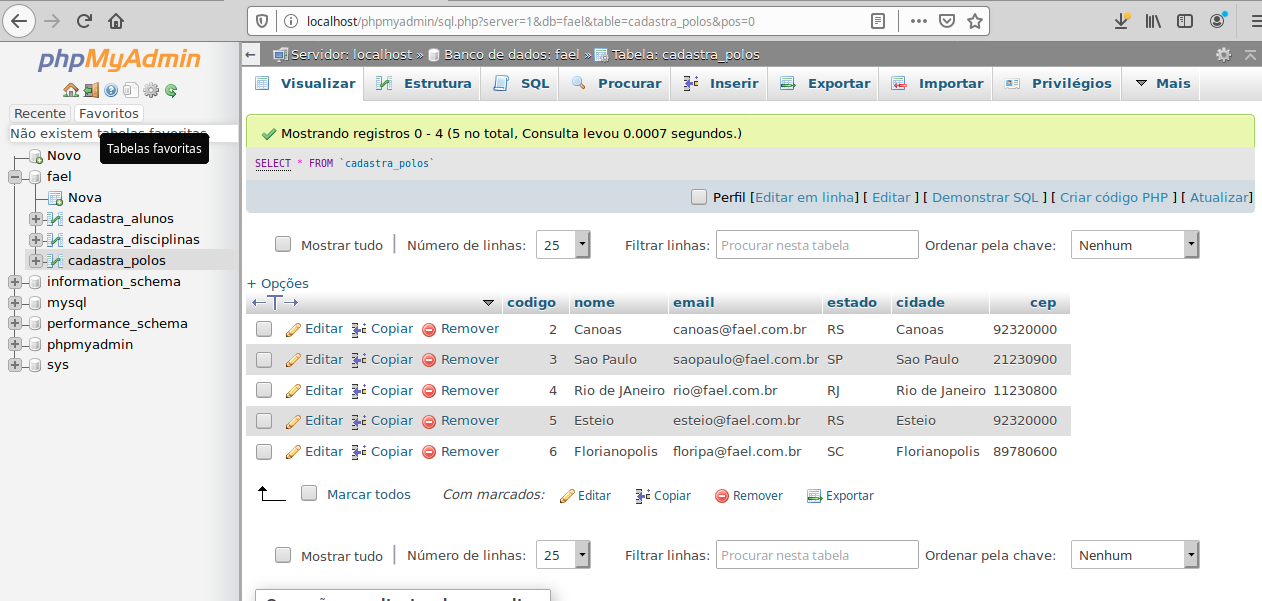 localhost/phpmyadmin/sql.php?server=1&db=fael&table=cadastra_polos&pos=0
phpMyAdmin
Recente Favoritos
Não existem tabelas favoritas.
Tabelas favoritas
Novo
fael
Nova
cadastra_alunos
cadastra_disciplinas
cadastra_polos
information_schema
mysql
performance_schema
phpmyadmin
sys
Servidor: localhost » Banco de dados: fael » Tabela: cadastra_polos
Visualizar Estrutura SQL Procurar Inserir Exportar Importar Privilégios Mais
Mostrando registros 0 - 4 (5 no total, Consulta levou 0.0007 segundos.)
SELECT * FROM `cadastra_polos`
Perfil [Editar em linha] [ Editar ] [ Demonstrar SQL ] [ Criar código PHP ] [ Atualizar]
Mostrar tudo | Número de linhas: 25 Filtrar linhas: Procurar nesta tabela Ordenar pela chave: Nenhum
+ Opções
←T→ codigo nome email estado cidade cep
Editar Copiar Remover 2 Canoas canoas@fael.com.br RS Canoas 92320000
Editar Copiar Remover 3 Sao Paulo saopaulo@fael.com.br SP Sao Paulo 21230900
Editar Copiar Remover 4 Rio de JAneiro rio@fael.com.br RJ Rio de Janeiro 11230800
Editar Copiar Remover 5 Esteio esteio@fael.com.br RS Esteio 92320000
Editar Copiar Remover 6 Florianopolis floripa@fael.com.br SC Florianopolis 89780600
Marcar todos Com marcados: Editar Copiar Remover Exportar
Mostrar tudo | Número de linhas: 25 Filtrar linhas: Procurar nesta tabela Ordenar pela chave: Nenhum